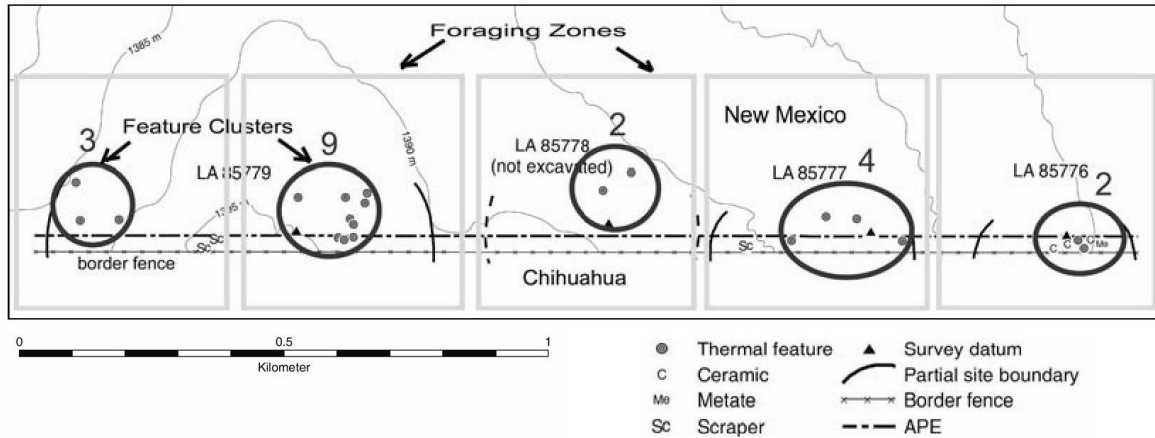 Foraging Zones
1385 m
Feature Clusters
3
9
LA 85779
1390 m
1395 m
Sc
Sc
border fence
2
LA 85778
(not excavated)
New Mexico
4
LA 85777
Sc
LA 85776
2
C
C
C
Me
Chihuahua
0
0.5
1
Kilometer
Thermal feature
C Ceramic
Me Metate
Sc Scraper
Survey datum
Partial site boundary
Border fence
APE